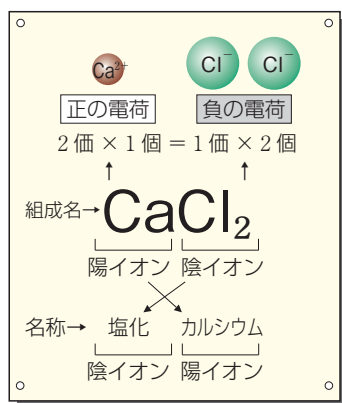 Ca²⁺ Cl⁻ Cl⁻
正の電荷 負の電荷
2価 × 1個 = 1価 × 2個
組成名→CaCl₂
陽イオン 陰イオン
名称→ 塩化 カルシウム
陰イオン 陽イオン